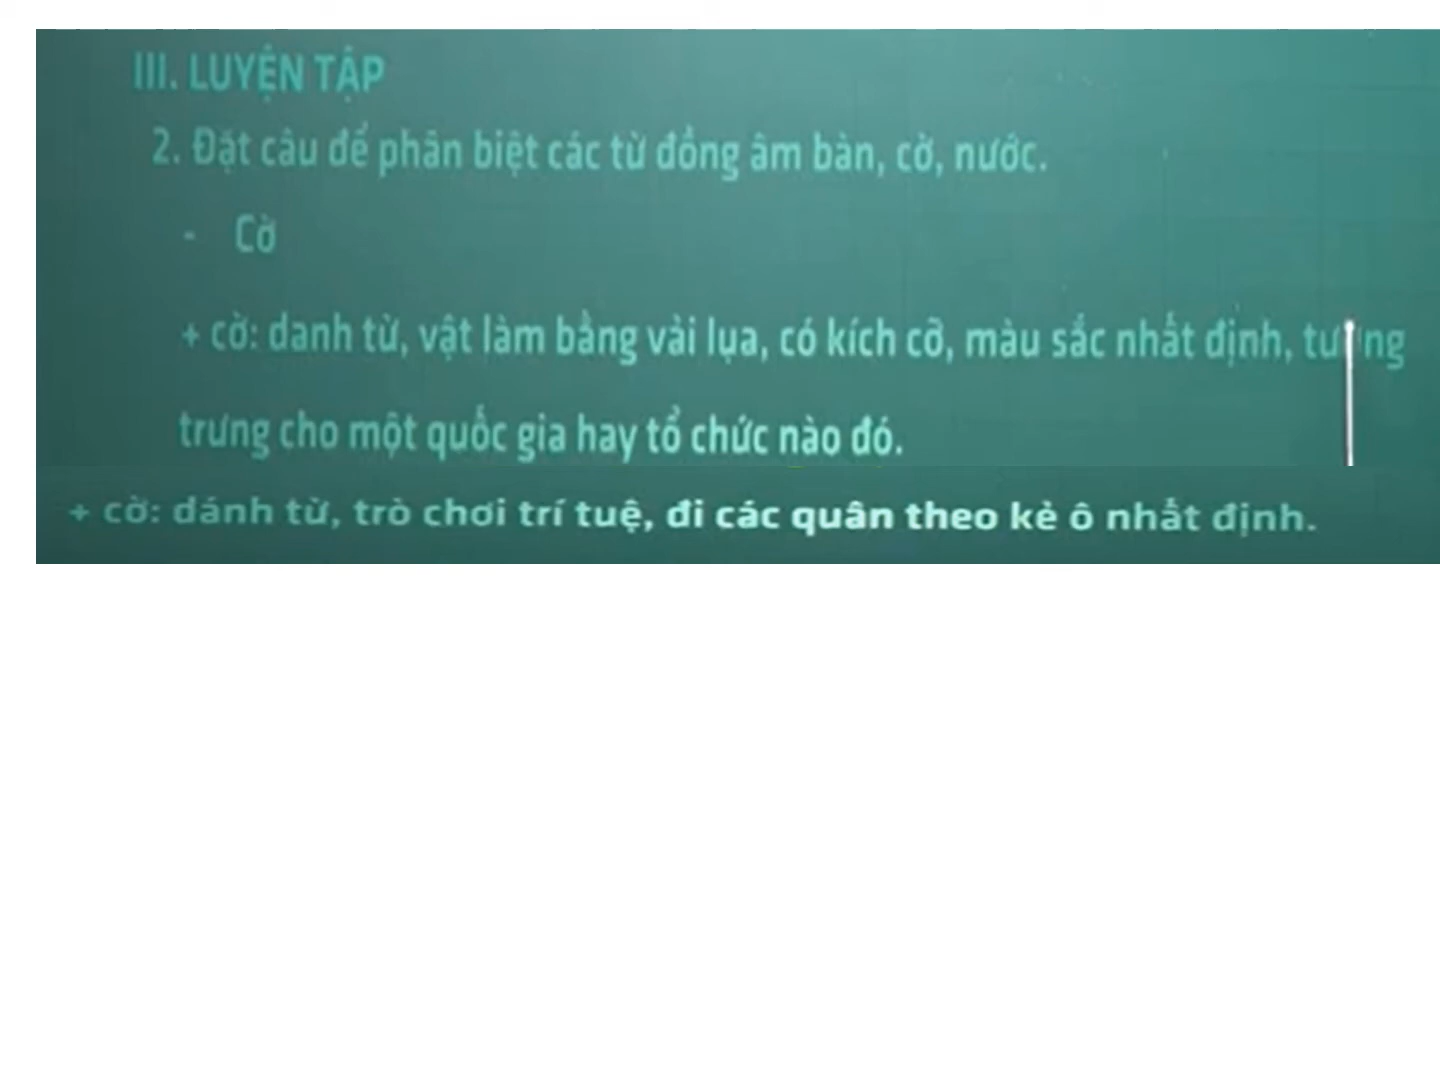 III. LUYỆN TẬP
2. Đặt câu để phân biệt các từ đồng âm bàn, cờ, nước.
- Cờ
+ cờ: danh từ, vật làm bằng vải lụa, có kích cỡ, màu sắc nhất định, tượng
trưng cho một quốc gia hay tổ chức nào đó.
+ cờ: dánh từ, trò chơi trí tuệ, đi các quân theo kẻ ô nhất định.